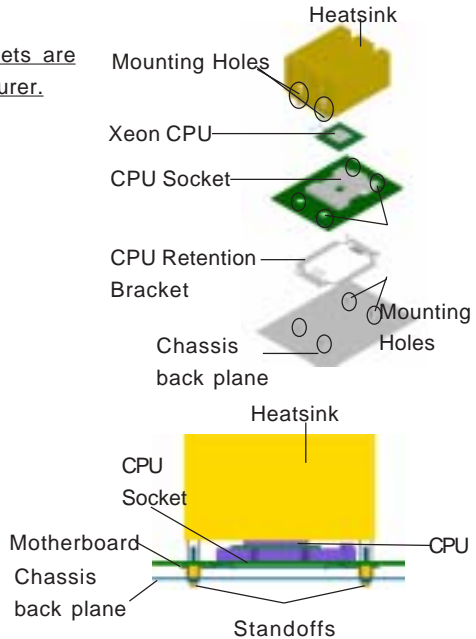 Heatsink
ets are
urer.
Mounting Holes
Xeon CPU
CPU Socket
CPU Retention
Bracket
Mounting
Holes
Chassis
back plane
Heatsink
CPU
Socket
Motherboard
CPU
Chassis
back plane
Standoffs